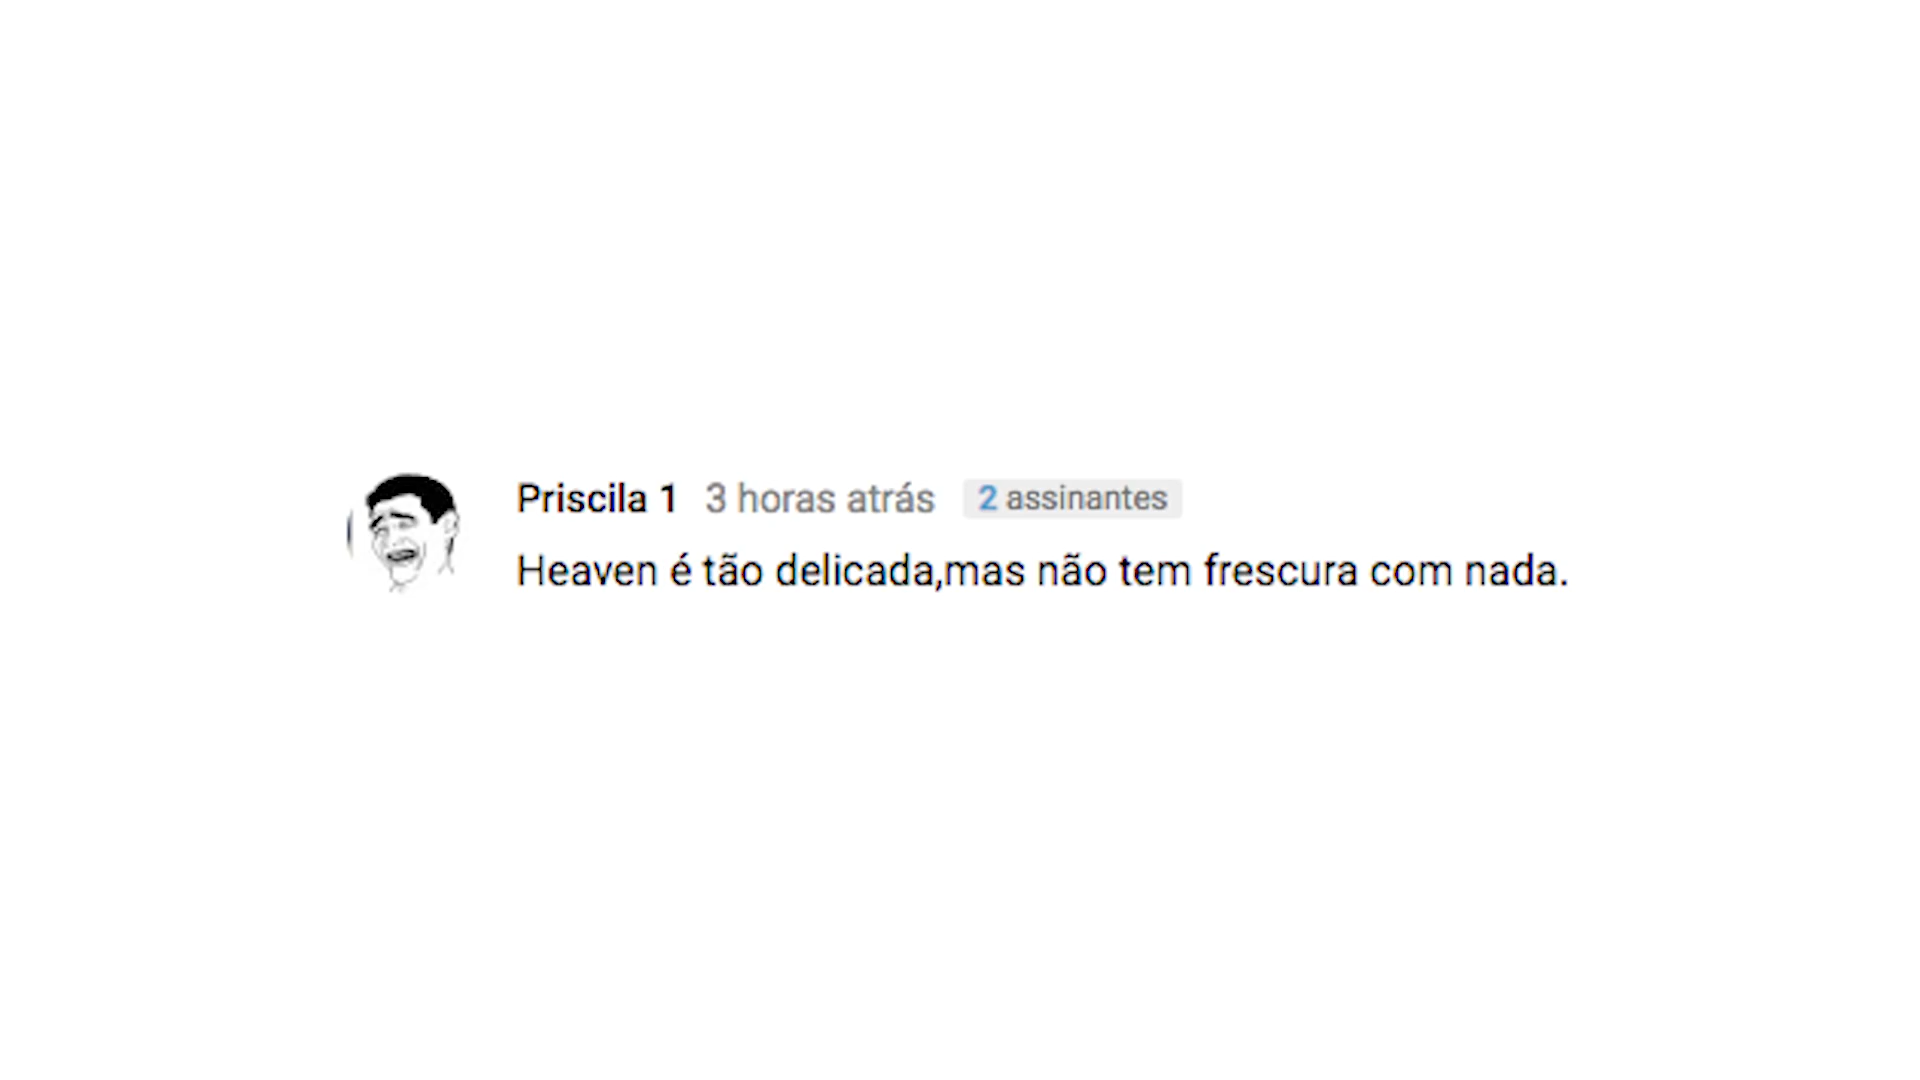 Priscila 1 3 horas atrás 2 assinantes
Heaven é tão delicada,mas não tem frescura com nada.